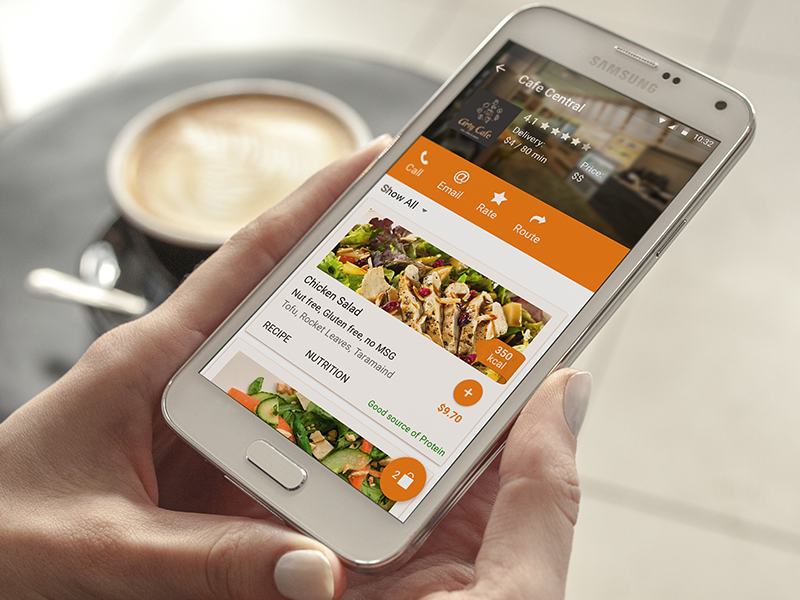 SAMSUNG
10:32
Cafe Central
4.1
Delivery:
$4 / 80 min
Price:
$$
Call
Email
Rate
Route
Show All
Chicken Salad
Nut free, Gluten free, no MSG
Tofu, Rocket Leaves, Taramaind
RECIPE
NUTRITION
350
kcal
+
$9,70
Good source of Protein
2